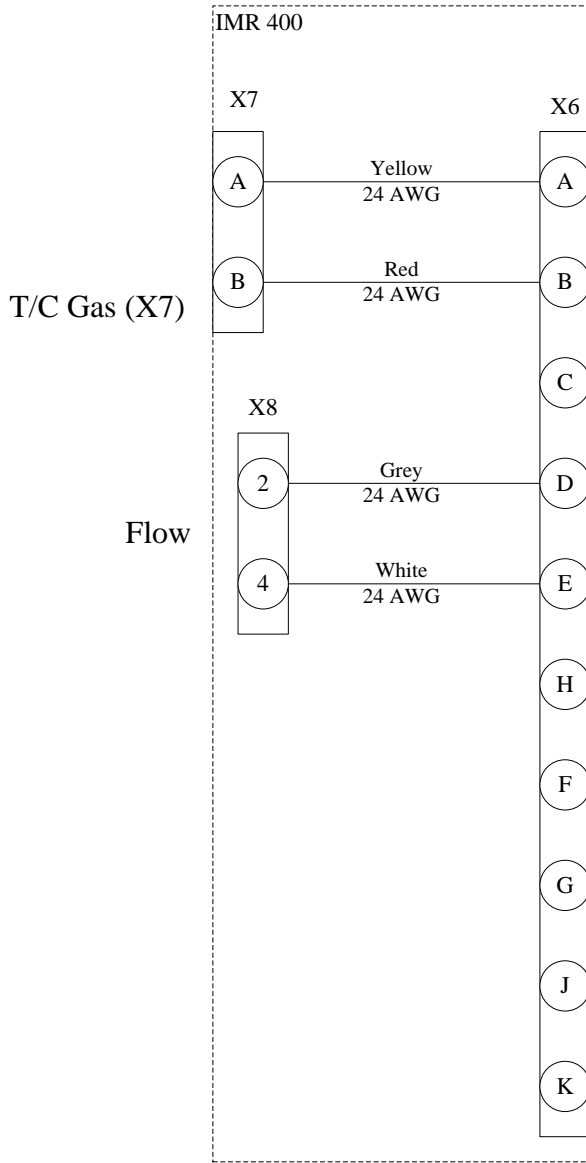 IMR 400
X7
X6
A
Yellow
24 AWG
A
B
Red
24 AWG
B
T/C Gas (X7)
C
X8
2
Grey
24 AWG
D
Flow
4
White
24 AWG
E
H
F
G
J
K